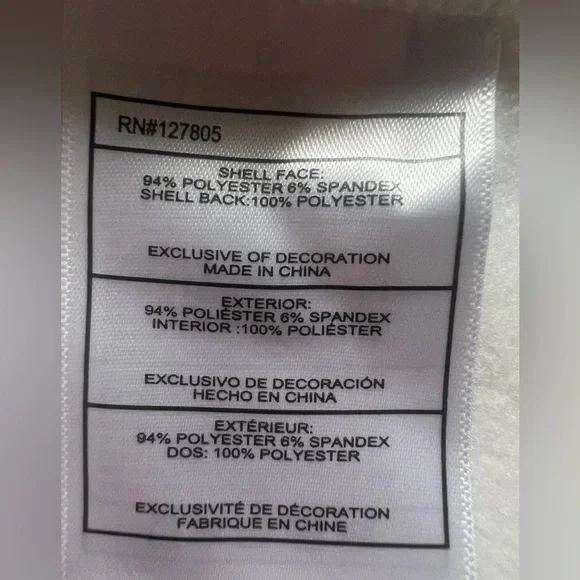 RN#127805
SHELL FACE:
94% POLYESTER 6% SPANDEX
SHELL BACK:100% POLYESTER
EXCLUSIVE OF DECORATION
MADE IN CHINA
EXTERIOR:
94% POLIÉSTER 6% SPANDEX
INTERIOR :100% POLIÉSTER
EXCLUSIVO DE DECORACIÓN
HECHO EN CHINA
EXTÉRIEUR:
94% POLYESTER 6% SPANDEX
DOS: 100% POLYESTER
EXCLUSIVITÉ DE DÉCORATION
FABRIQUE EN CHINE